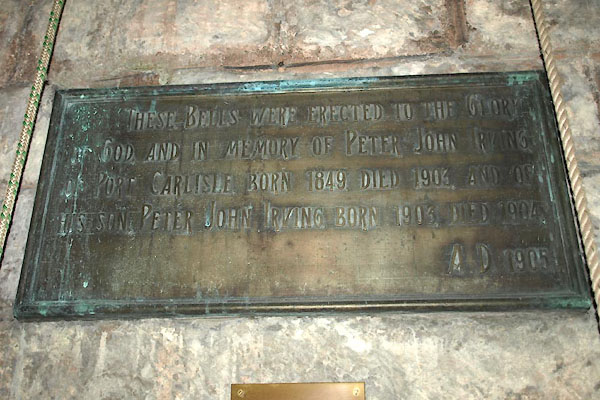 These Bells were erected to the Glory
of God and in memory of Peter John Irving
of Port Carlisle, born 1849, died 1903, and of
his son Peter John Irving born 1903, died 1904.
A.D. 1905.